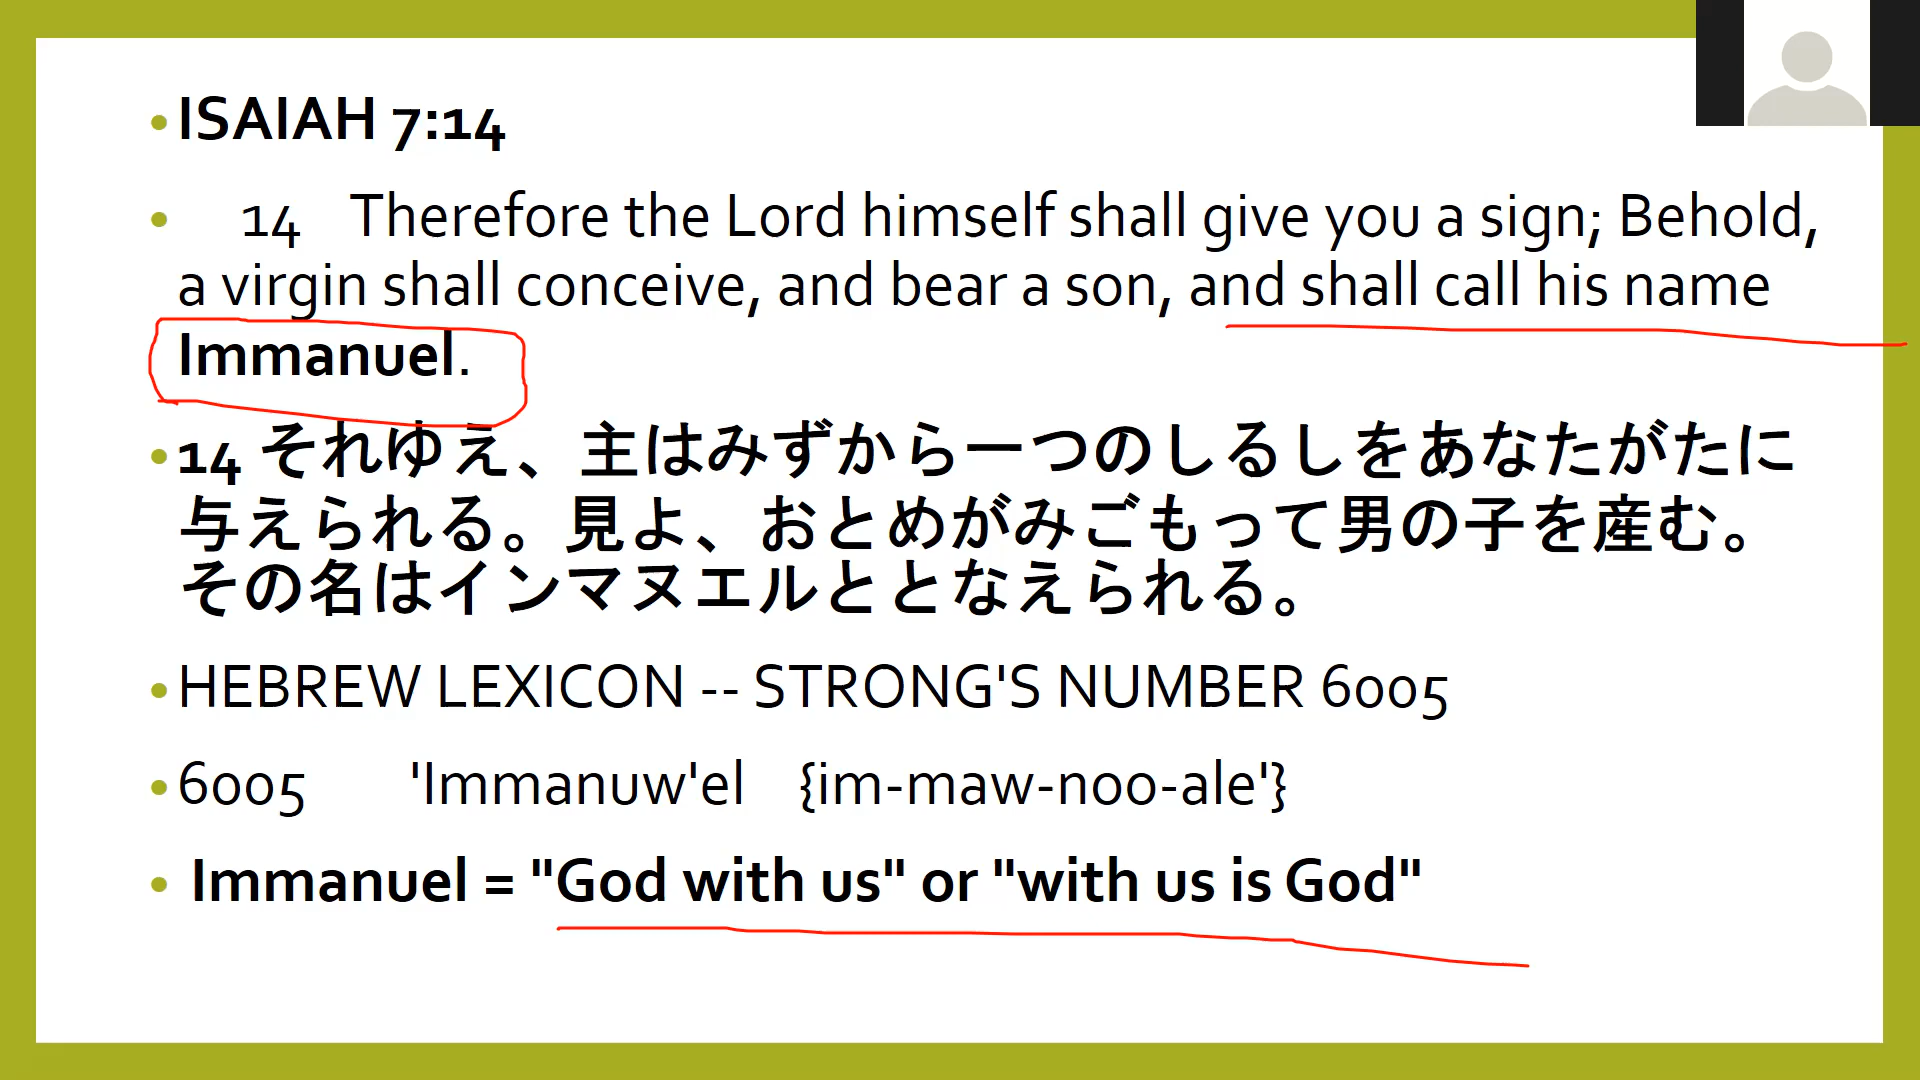 • ISAIAH 7:14
• 14 Therefore the Lord himself shall give you a sign; Behold,
a virgin shall conceive, and bear a son, and shall call his name
Immanuel.
• 14 それゆえ、主はみずから一つのしるしをあなたがたに
与えられる。見よ、おとめがみごもって男の子を産む。
その名はインマヌエルととなえられる。
• HEBREW LEXICON -- STRONG'S NUMBER 6005
• 6005 'Immanuw'el {im-maw-noo-ale'}
• Immanuel = "God with us" or "with us is God"